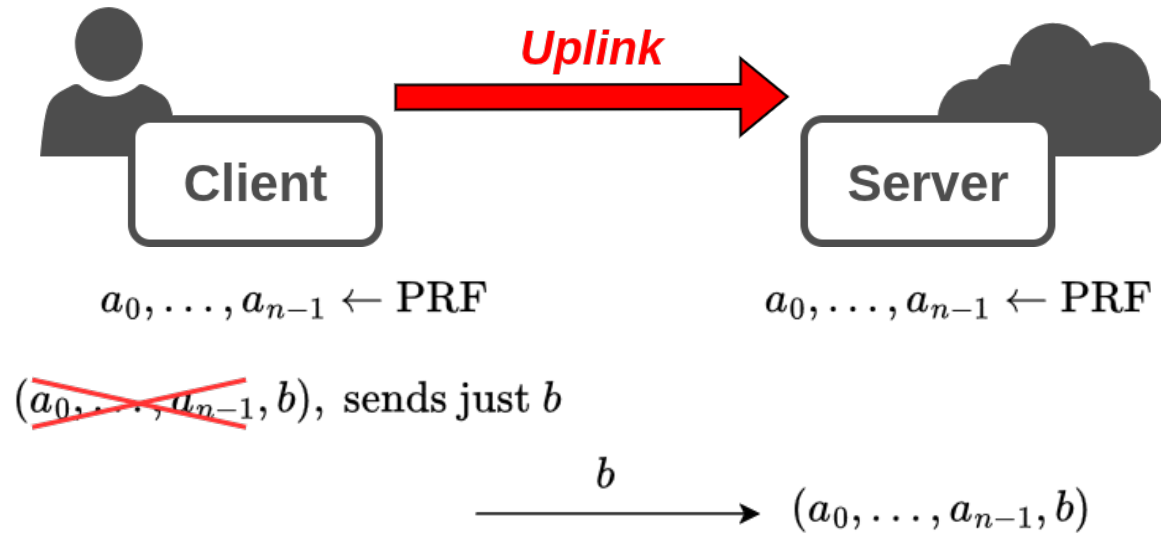 Uplink
Client
Server
a_0, . . . , a_{n−1} ← PRF
a_0, . . . , a_{n−1} ← PRF
(a_0, . . . , a_{n−1}, b), sends just b
b
(a_0, . . . , a_{n−1}, b)